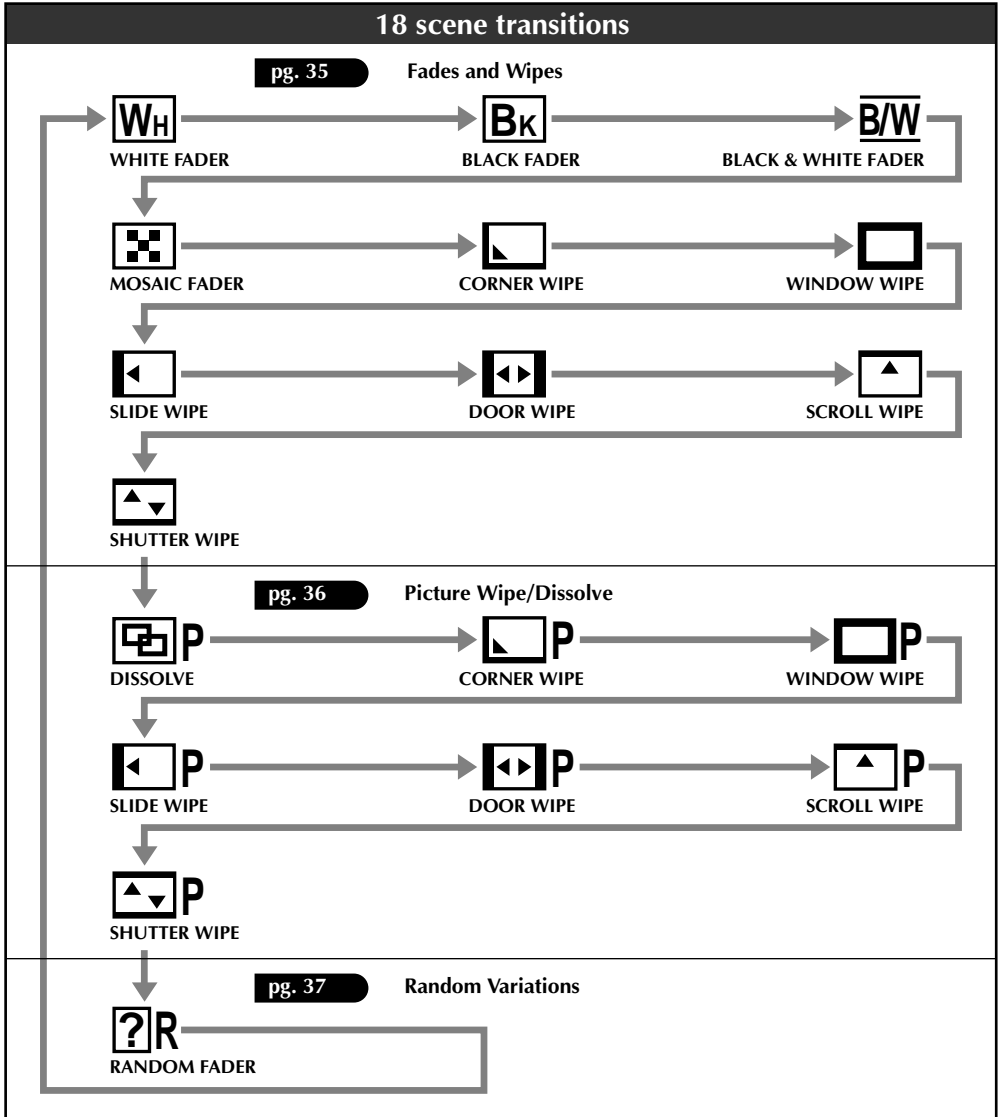 18 scene transitions
pg. 35 Fades and Wipes
WH BK B/W
WHITE FADER BLACK FADER BLACK & WHITE FADER
MOSAIC FADER CORNER WIPE WINDOW WIPE
SLIDE WIPE DOOR WIPE SCROLL WIPE
SHUTTER WIPE
pg. 36 Picture Wipe/Dissolve
P P P
DISSOLVE CORNER WIPE WINDOW WIPE
P P P
SLIDE WIPE DOOR WIPE SCROLL WIPE
P
SHUTTER WIPE
pg. 37 Random Variations
?R
RANDOM FADER